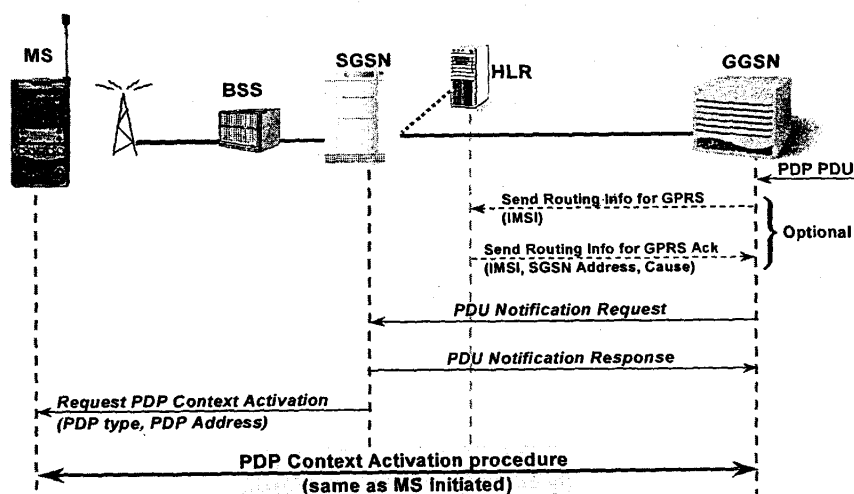 MS
BSS
SGSN
HLR
GGSN
PDP PDU
Send Routing Info for GPRS
(IMSI)
Optional
Send Routing Info for GPRS Ack
(IMSI, SGSN Address, Cause)
PDU Notification Request
PDU Notification Response
Request PDP Context Activation
(PDP type, PDP Address)
PDP Context Activation procedure
(same as MS initiated)